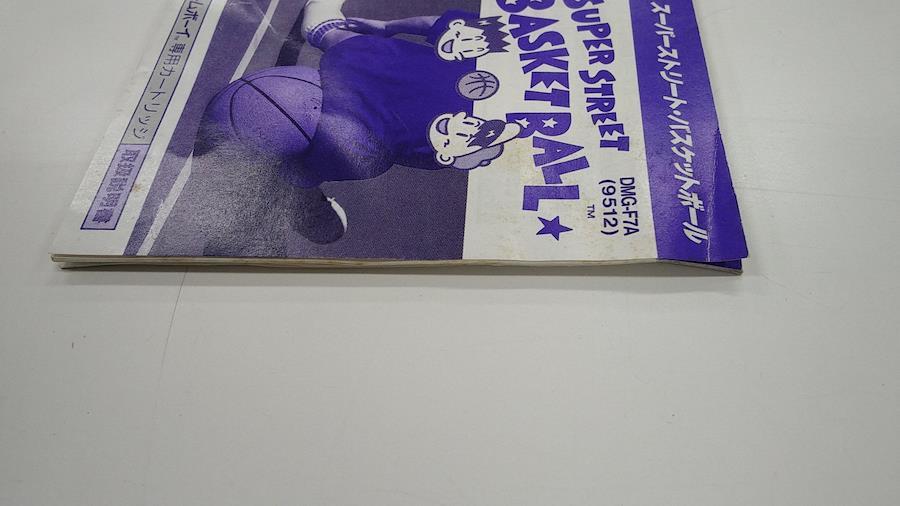 スーパーストリート・バスケットボール
SUPER STREET
BASKETBALL
DMG-F7A
(9512)
TM
ムボーイ® 専用カートリッジ
取扱説明書